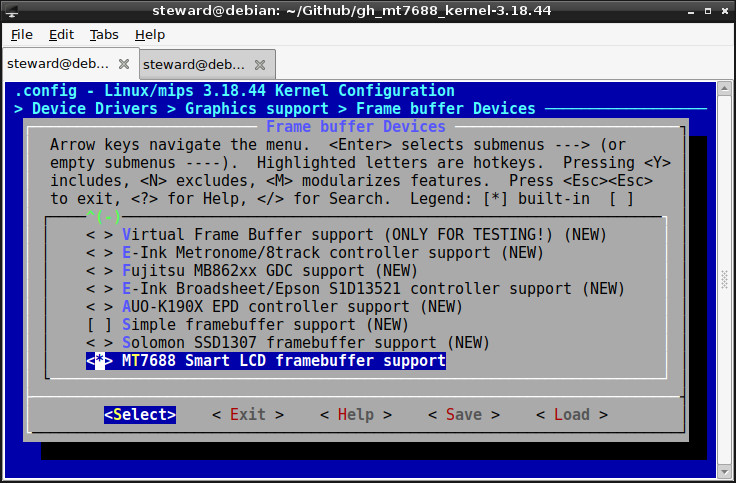 steward@debian: ~/Github/gh_mt7688_kernel-3.18.44
File Edit Tabs Help
steward@deb... steward@deb...
.config - Linux/mips 3.18.44 Kernel Configuration
> Device Drivers > Graphics support > Frame buffer Devices
Frame buffer Devices
Arrow keys navigate the menu. <Enter> selects submenus ---> (or
empty submenus ----). Highlighted letters are hotkeys. Pressing <Y>
includes, <N> excludes, <M> modularizes features. Press <Esc><Esc>
to exit, <?> for Help, </> for Search. Legend: [*] built-in [ ]
^(-)
< > Virtual Frame Buffer support (ONLY FOR TESTING!) (NEW)
< > E-Ink Metronome/8track controller support (NEW)
< > Fujitsu MB862xx GDC support (NEW)
< > E-Ink Broadsheet/Epson S1D13521 controller support (NEW)
< > AUO-K190X EPD controller support (NEW)
[ ] Simple framebuffer support (NEW)
< > Solomon SSD1307 framebuffer support (NEW)
<*> MT7688 Smart LCD framebuffer support
<Select> < Exit > < Help > < Save > < Load >